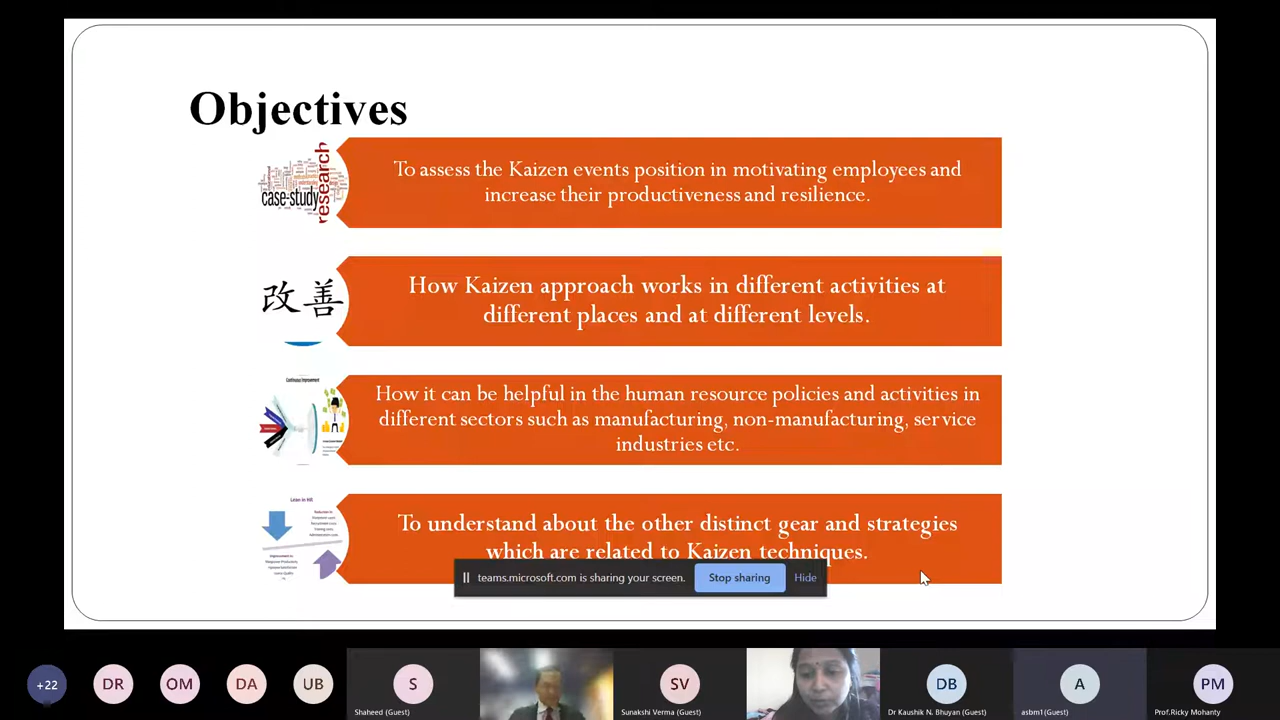 Objectives
case-study
research
To assess the Kaizen events position in motivating employees and
increase their productiveness and resilience.
改善
How Kaizen approach works in different activities at
different places and at different levels.
Continuous Improvement
How it can be helpful in the human resource policies and activities in
different sectors such as manufacturing, non-manufacturing, service
industries etc.
Lean in HR
To understand about the other distinct gear and strategies
which are related to Kaizen techniques.
teams.microsoft.com is sharing your screen.
Stop sharing
Hide
+22
DR
OM
DA
UB
S
Shaheed (Guest)
SV
Sunakshi Verma (Guest)
DB
Dr Kaushik N. Bhuyan (Guest)
A
asbm1(Guest)
PM
Prof.Ricky Mohanty